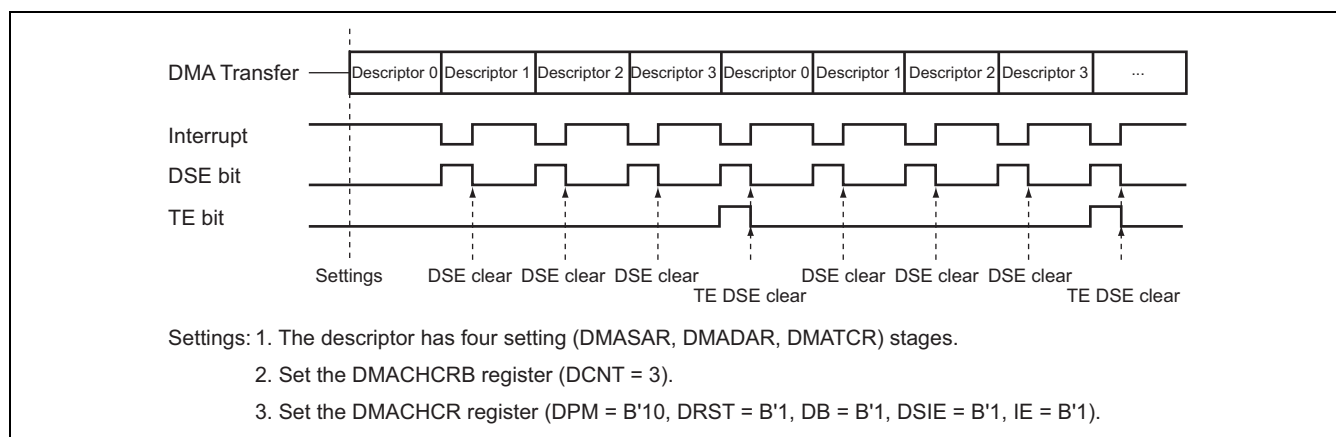 DMA Transfer Descriptor 0 Descriptor 1 Descriptor 2 Descriptor 3 Descriptor 0 Descriptor 1 Descriptor 2 Descriptor 3 ...
Interrupt
DSE bit
TE bit
Settings DSE clear DSE clear DSE clear DSE clear DSE clear DSE clear
TE DSE clear TE DSE clear
Settings: 1. The descriptor has four setting (DMASAR, DMADAR, DMATCR) stages.
2. Set the DMACHCRB register (DCNT = 3).
3. Set the DMACHCR register (DPM = B'10, DRST = B'1, DB = B'1, DSIE = B'1, IE = B'1).